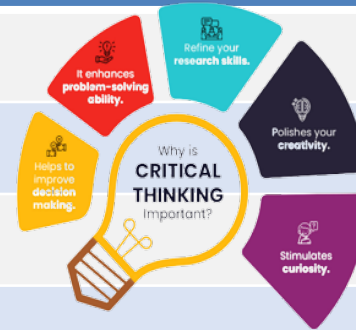 Why is
CRITICAL
THINKING
Important?
Helps to
improve
decision
making.
It enhances
problem-solving
ability.
Refine your
research skills.
Polishes your
creativity.
Stimulates
curiosity.